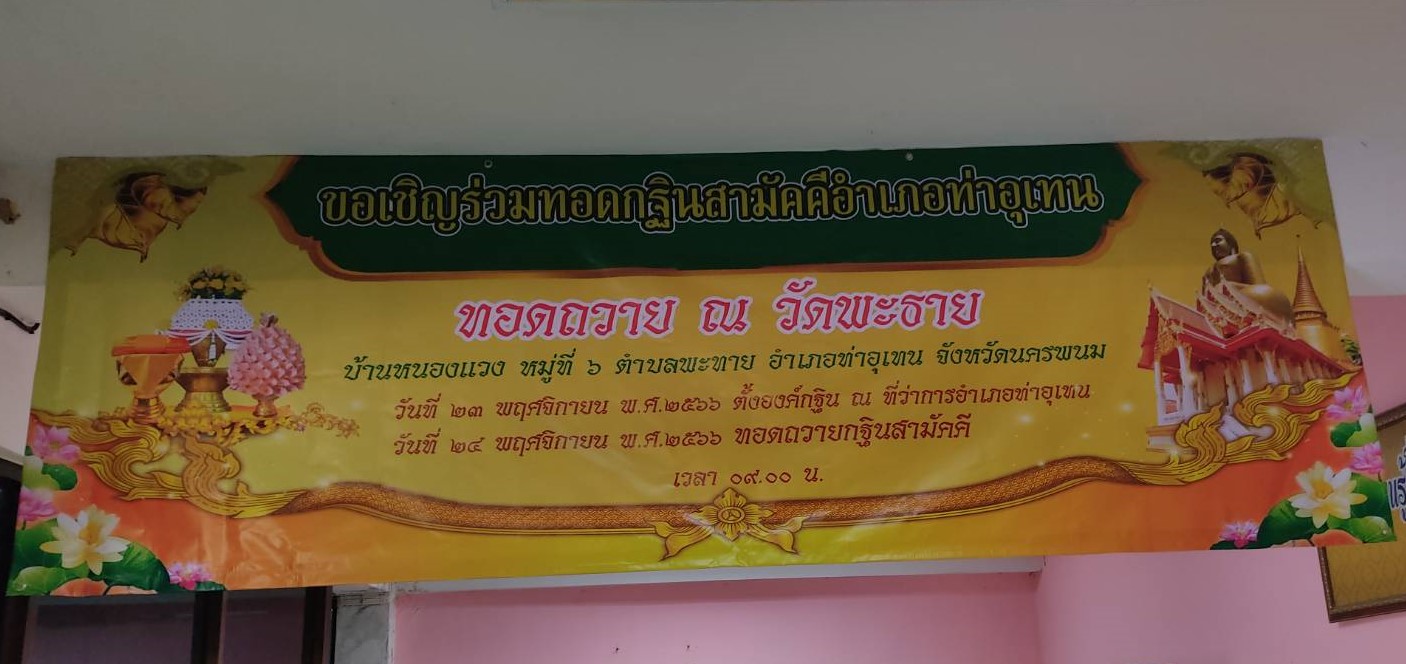 ขอเชิญร่วมทอดกฐินสามัคคีอำเภอท่าอุเทน
ทอดถวาย ณ วัดพะธาย
บ้านหนองแวง หมู่ที่ ๖ ตำบลพะทาย อำเภอท่าอุเทน จังหวัดนครพนม
วันที่ ๒๓ พฤศจิกายน พ.ศ.๒๕๖๖ ตั้งองค์กฐิน ณ ที่ว่าการอำเภอท่าอุเทน
วันที่ ๒๔ พฤศจิกายน พ.ศ.๒๕๖๖ ทอดถวายกฐินสามัคคี
เวลา ๐๙.๐๐ น.